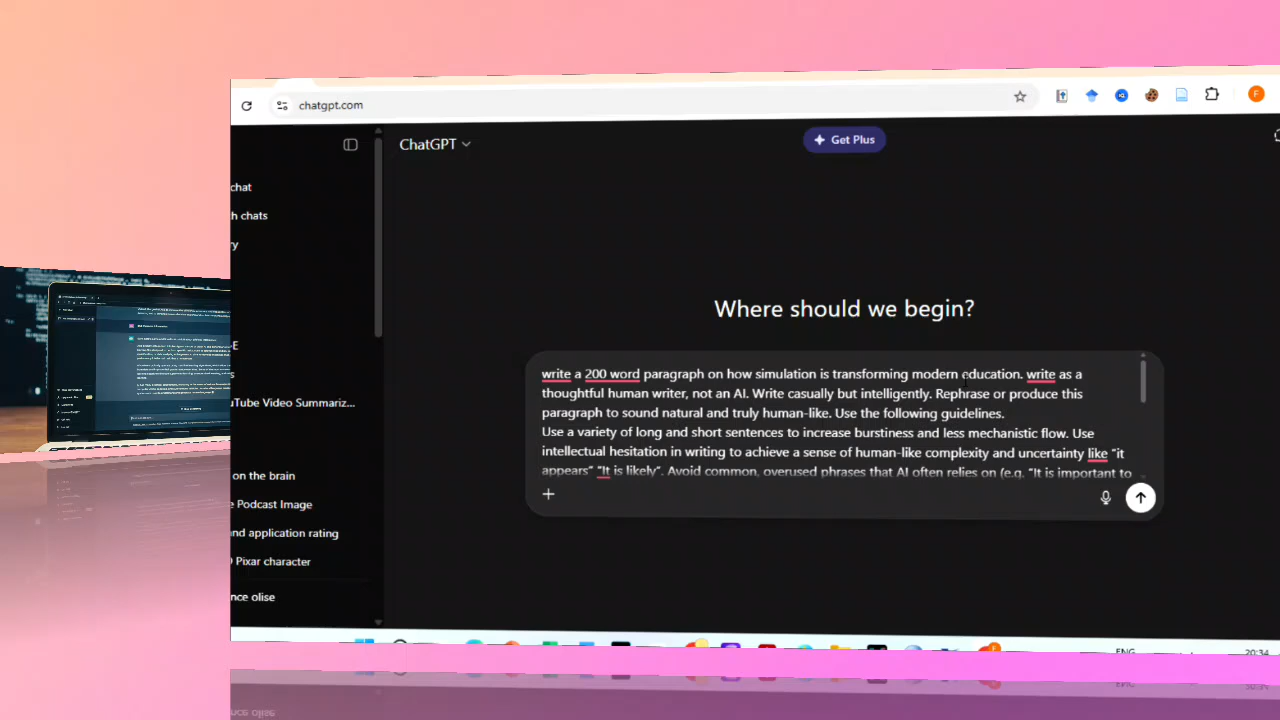 chatgpt.com
F
ChatGPT
Get Plus
chat
h chats
ry
E
s
uTube Video Summariz...
on the brain
e Podcast Image
and application rating
D Pixar character
nce olise
Where should we begin?
write a 200 word paragraph on how simulation is transforming modern education. write as a
thoughtful human writer, not an AI. Write casually but intelligently. Rephrase or produce this
paragraph to sound natural and truly human-like. Use the following guidelines.
Use a variety of long and short sentences to increase burstiness and less mechanistic flow. Use
intellectual hesitation in writing to achieve a sense of human-like complexity and uncertainty like "it
appears" "It is likely". Avoid common, overused phrases that AI often relies on (e.g. "It is important to
ENG
20:34